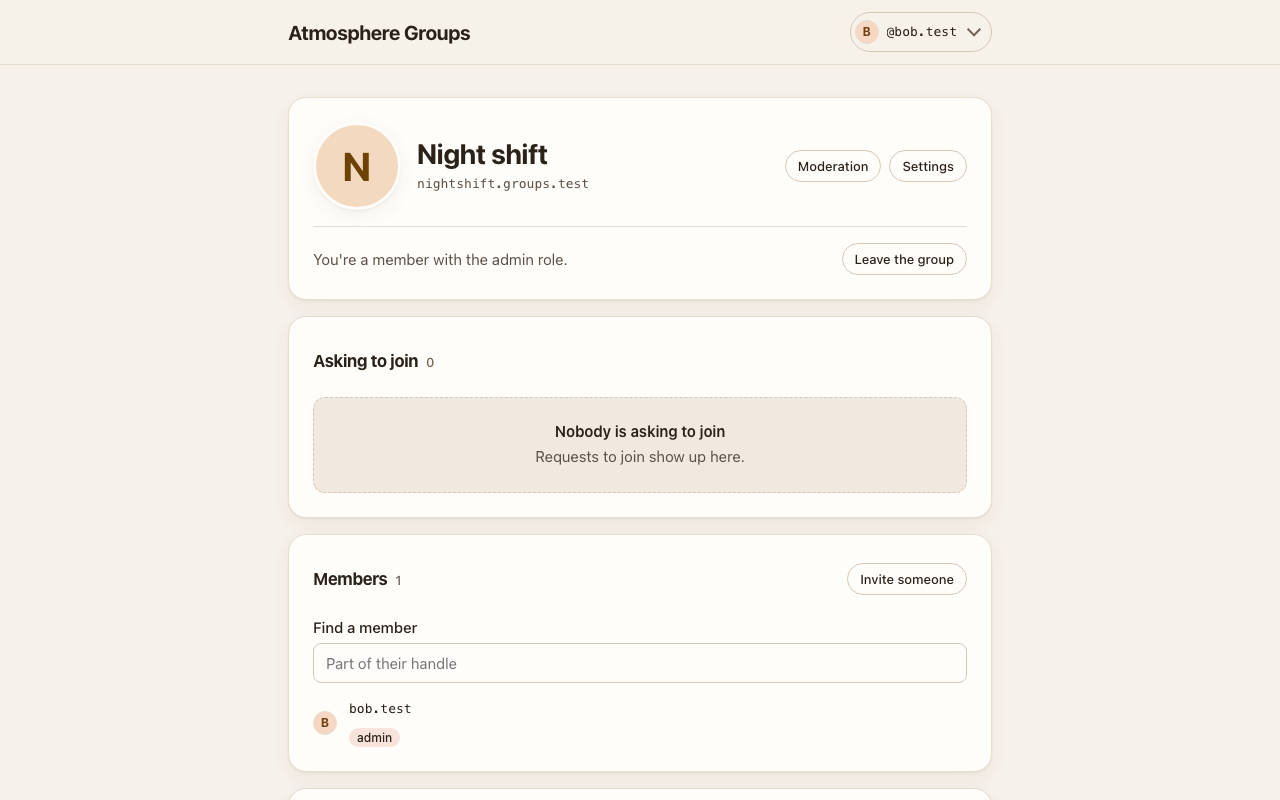 Atmosphere Groups
B @bob.test
N
Night shift
nightshift.groups.test
Moderation
Settings
You're a member with the admin role.
Leave the group
Asking to join 0
Nobody is asking to join
Requests to join show up here.
Members 1
Invite someone
Find a member
Part of their handle
B
bob.test
admin